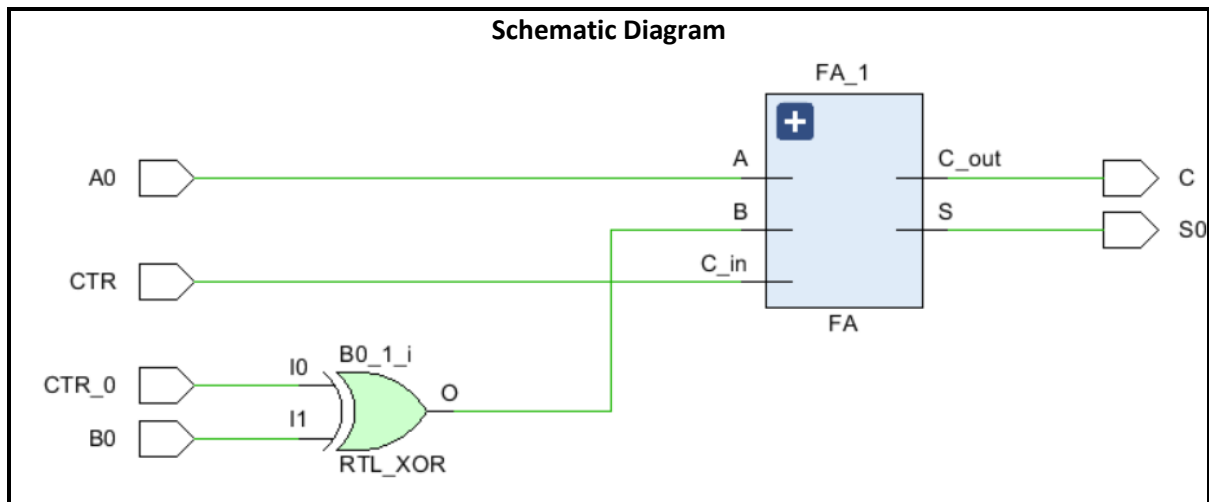 Schematic Diagram
FA_1
+
A0
A
C_out
C
B
S
S0
CTR
C_in
FA
CTR_0
I0
B0_1_i
O
B0
I1
RTL_XOR